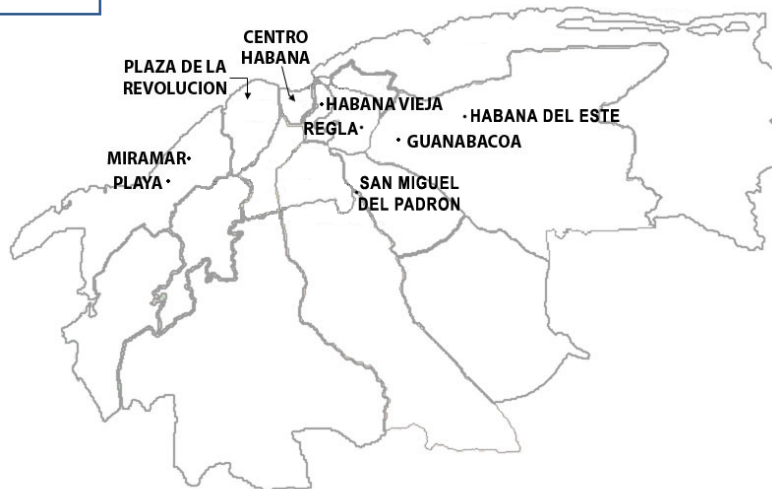 CENTRO
HABANA
PLAZA DE LA
REVOLUCION
HABANA VIEJA
HABANA DEL ESTE
REGLA
GUANABACOA
MIRAMAR
PLAYA
SAN MIGUEL
DEL PADRON